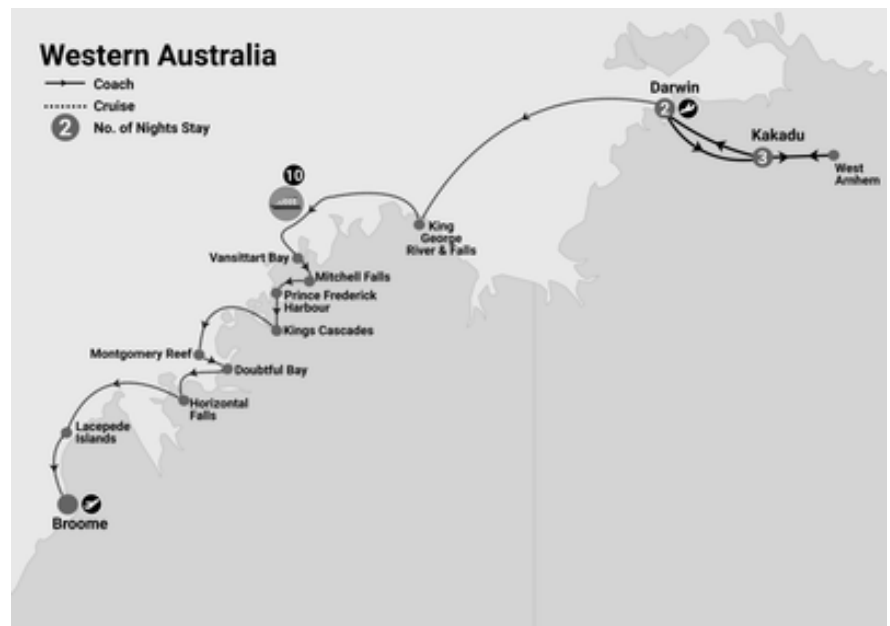 Western Australia
Coach
Cruise
2 No. of Nights Stay
Darwin
2
Kakadu
3
West
Arnhem
10
King
George
River & Falls
Vansittart Bay
Mitchell Falls
Prince Frederick
Harbour
Kings Cascades
Montgomery Reef
Doubtful Bay
Horizontal
Falls
Lacepede
Islands
Broome